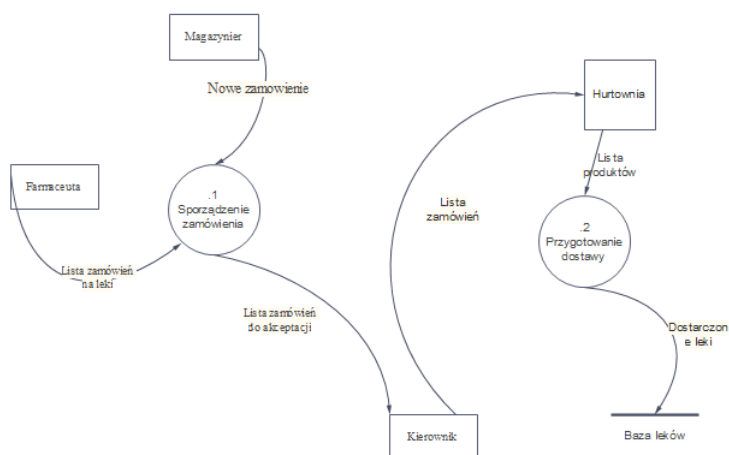 Magazynier
Nowe zamowienie
Hurtownia
Lista
produktów
Farmaceuta
.1
Sporządzenie
zamówienia
Lista
zamówień
.2
Przygotowanie
dostawy
Lista zamówień
na leki
Lista zamówień
do akceptacji
Dostarczon
e leki
Kierownik
Baza leków